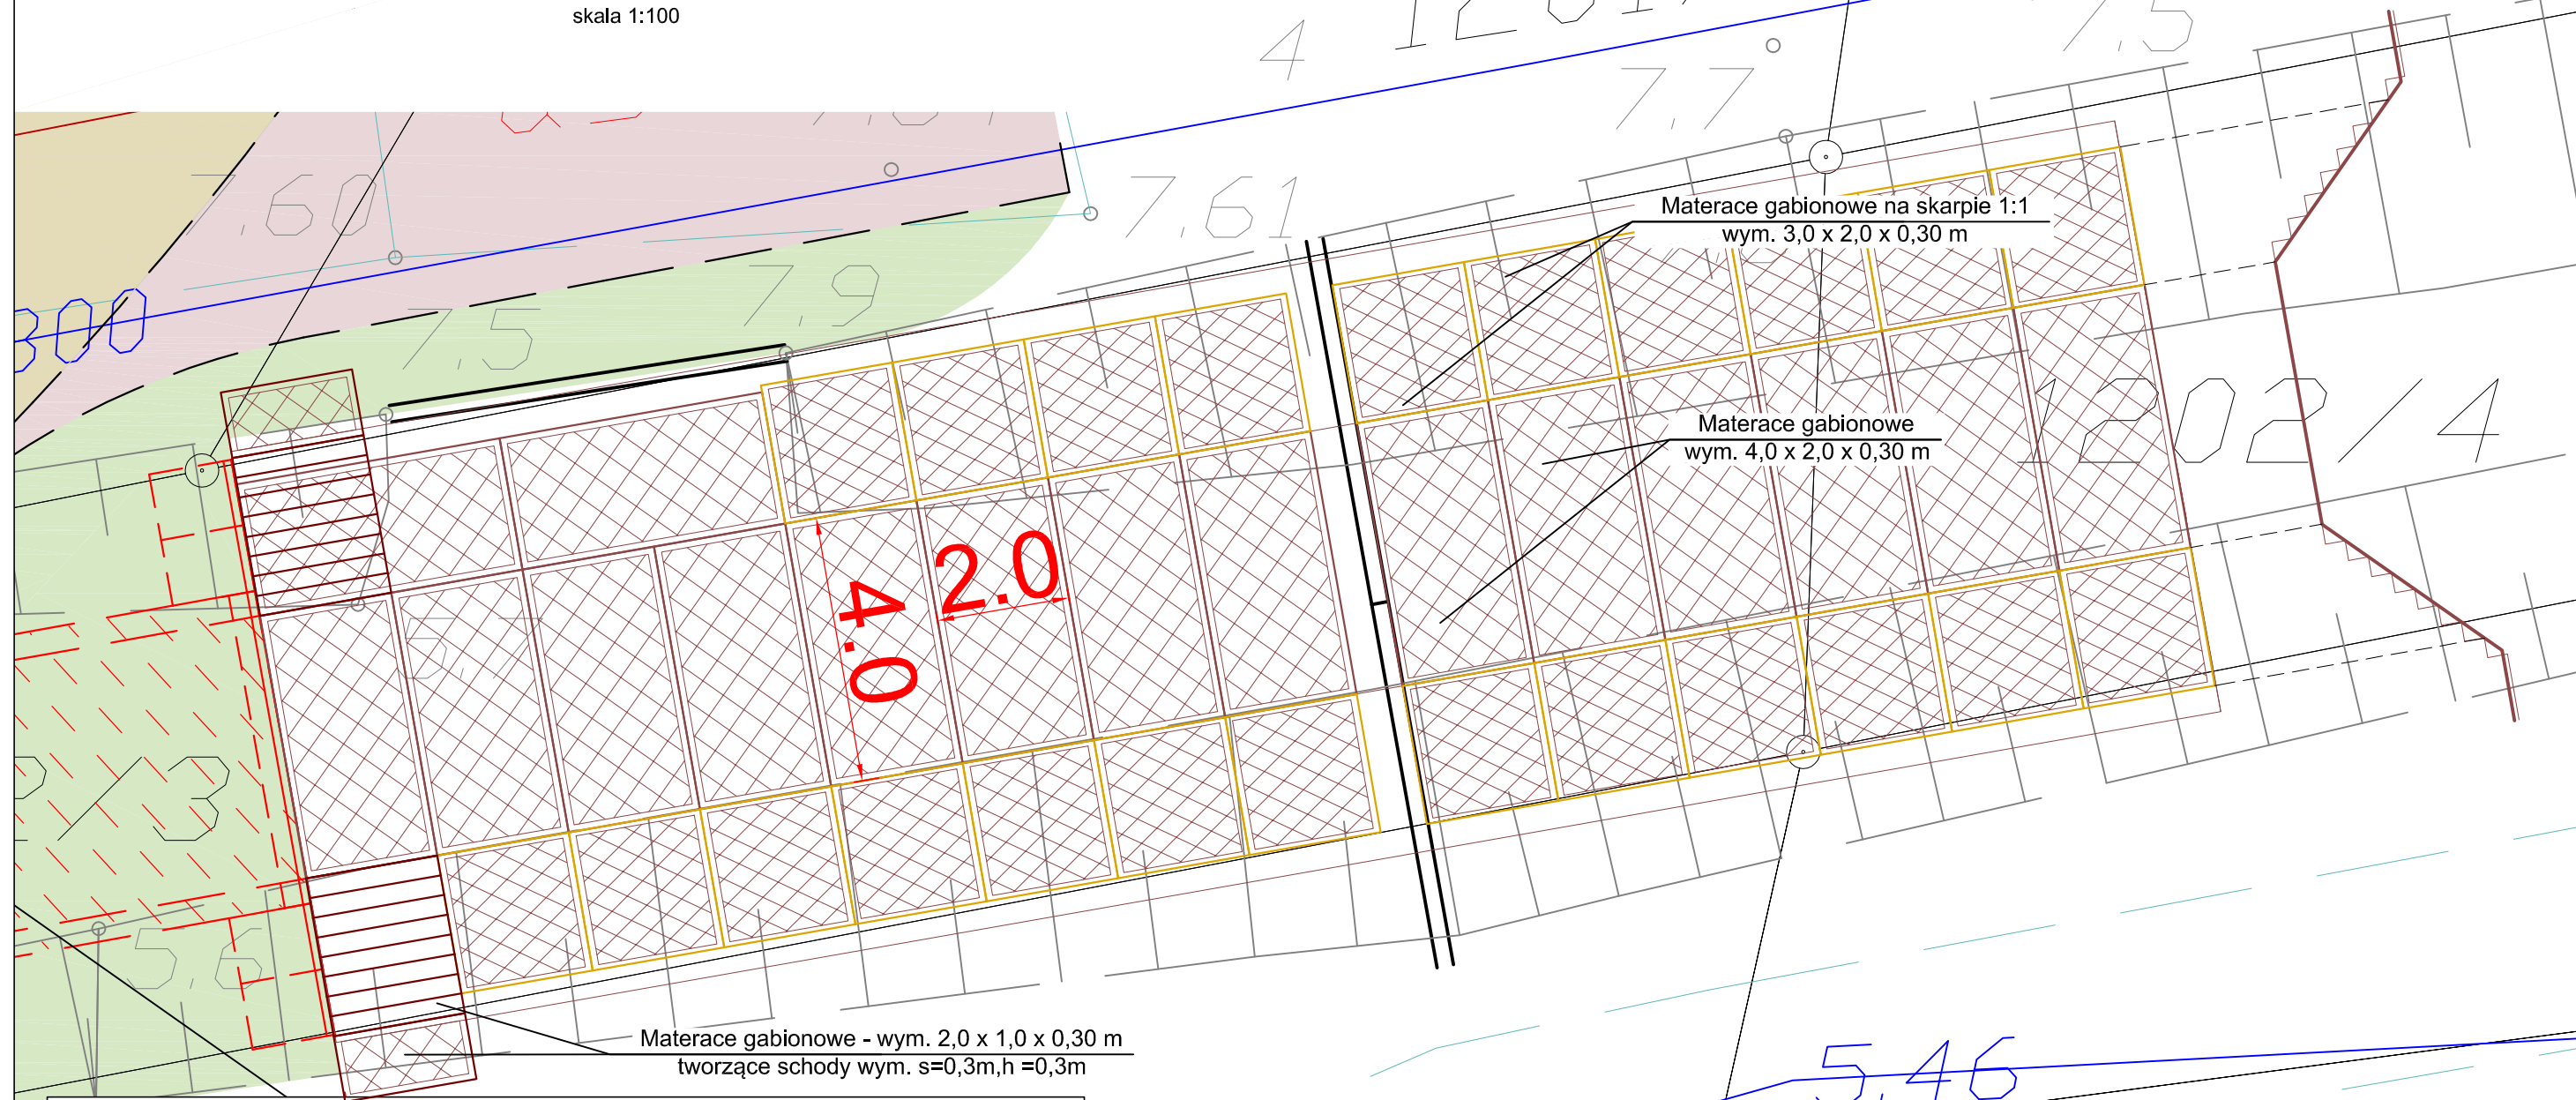 skala 1:100
4
7,7
7,60
7,61
7,9
7,5
Materace gabionowe na skarpie 1:1
wym. 3,0 x 2,0 x 0,30 m
Materace gabionowe
wym. 4,0 x 2,0 x 0,30 m
1202/4
2.0
4.0
5,6
Materace gabionowe - wym. 2,0 x 1,0 x 0,30 m
tworzące schody wym. s=0,3m,h =0,3m
5,46